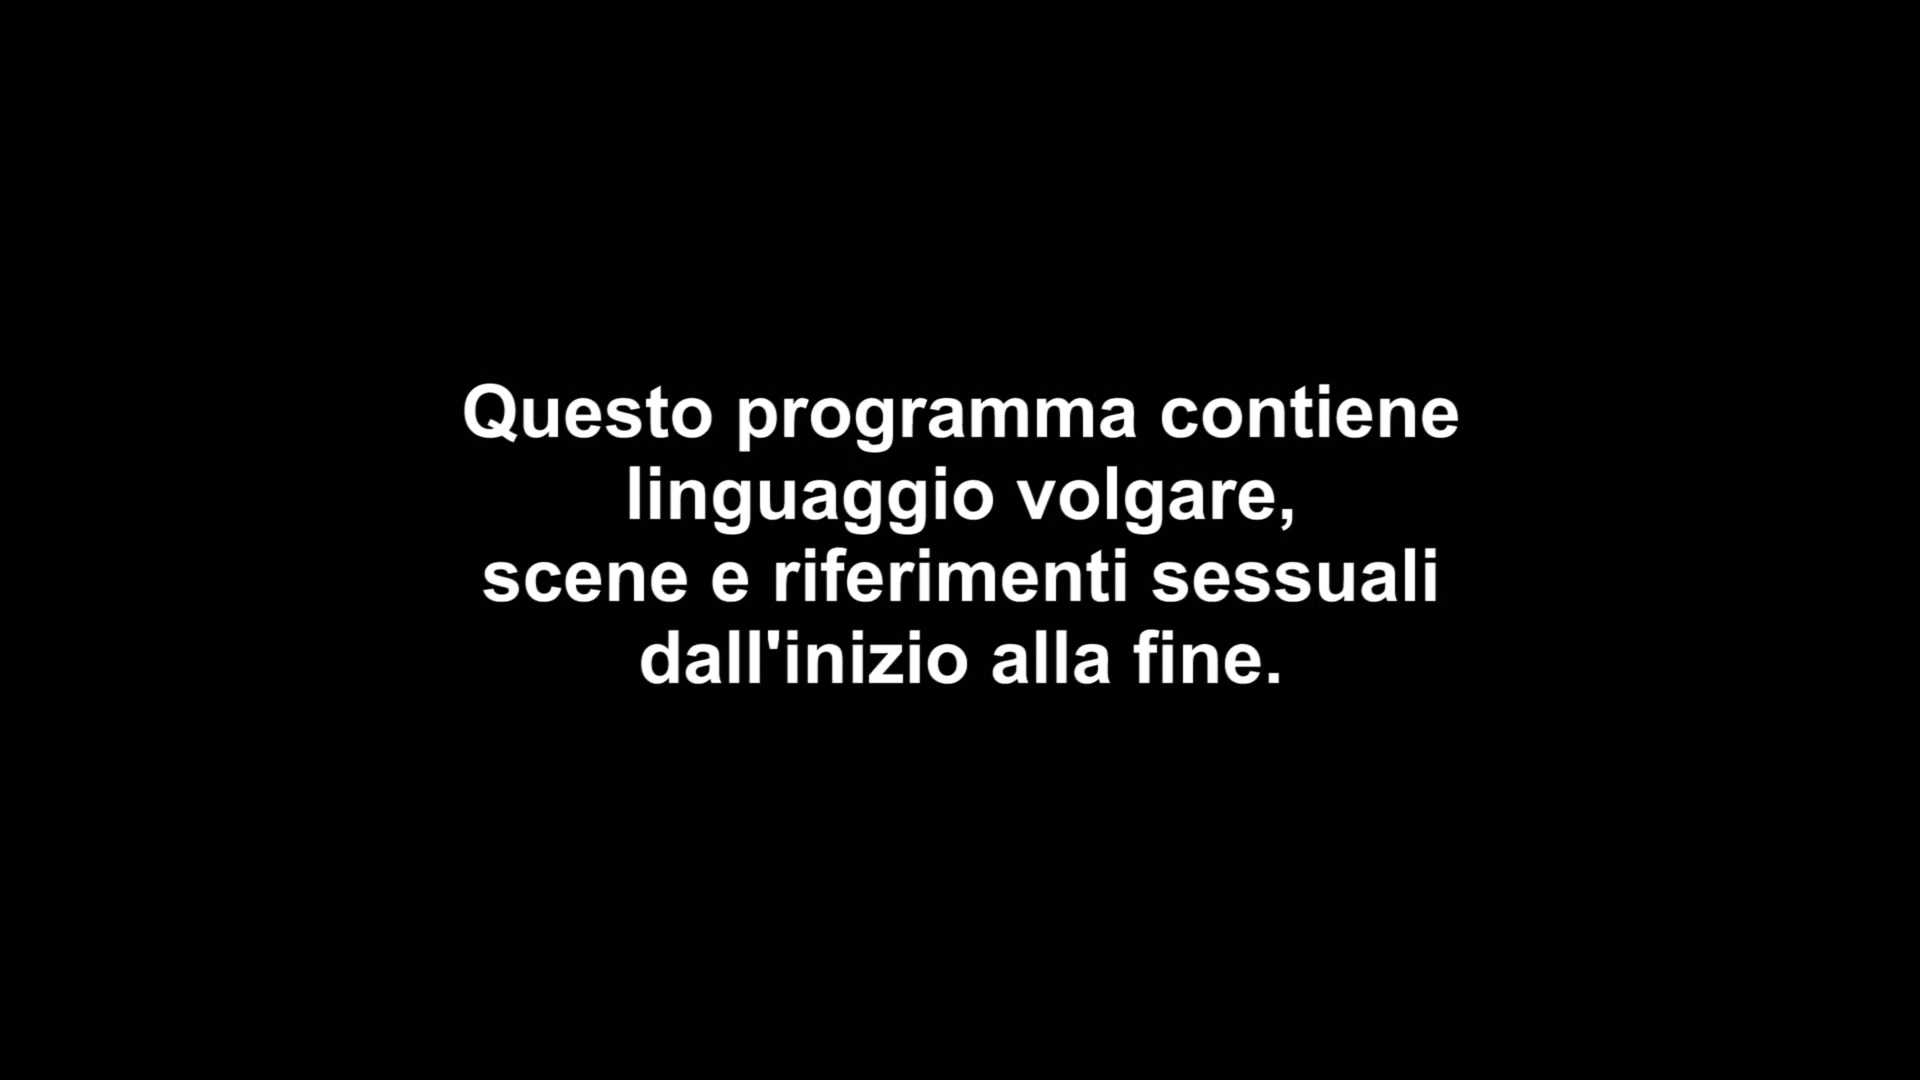 Questo programma contiene
linguaggio volgare,
scene e riferimenti sessuali
dall'inizio alla fine.